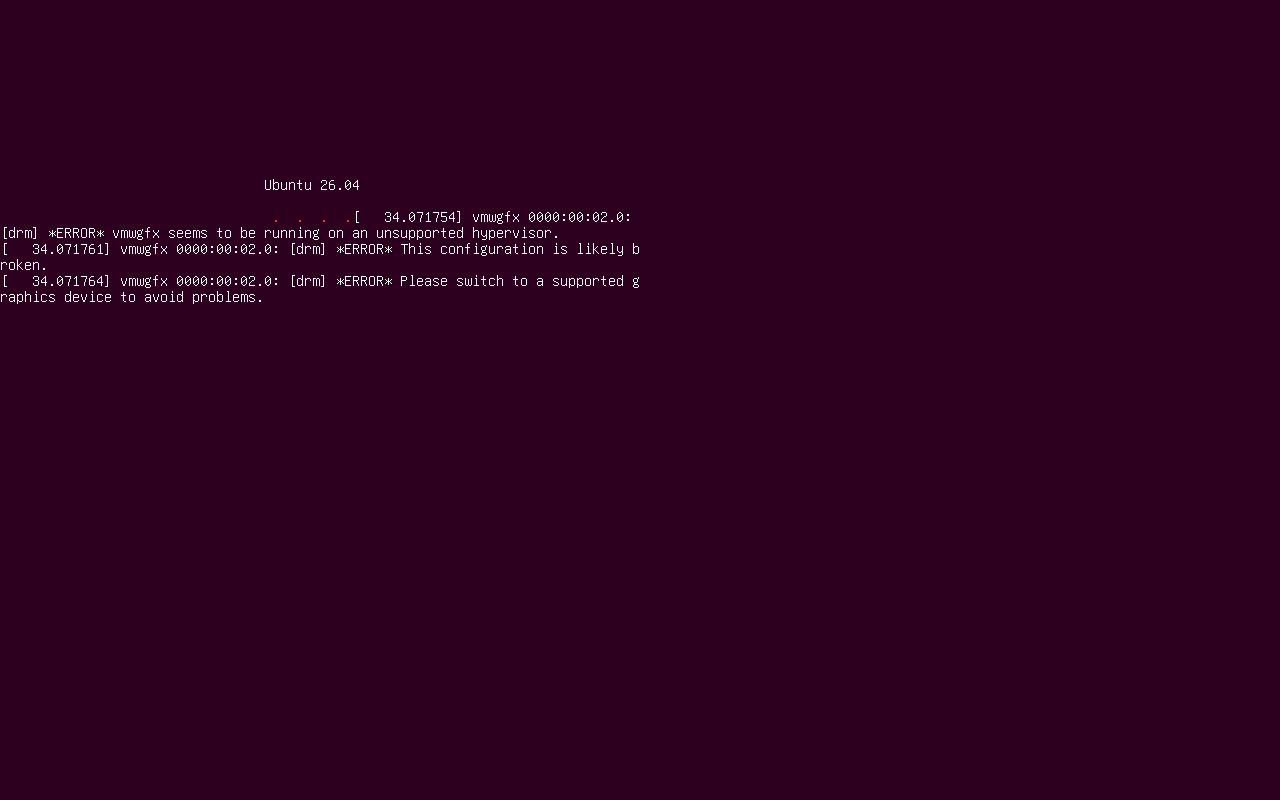 Ubuntu 26.04
. . . .[   34.071754] vmwgfx 0000:00:02.0:
[drm] *ERROR* vmwgfx seems to be running on an unsupported hypervisor.
[   34.071761] vmwgfx 0000:00:02.0: [drm] *ERROR* This configuration is likely b
roken.
[   34.071764] vmwgfx 0000:00:02.0: [drm] *ERROR* Please switch to a supported g
raphics device to avoid problems.